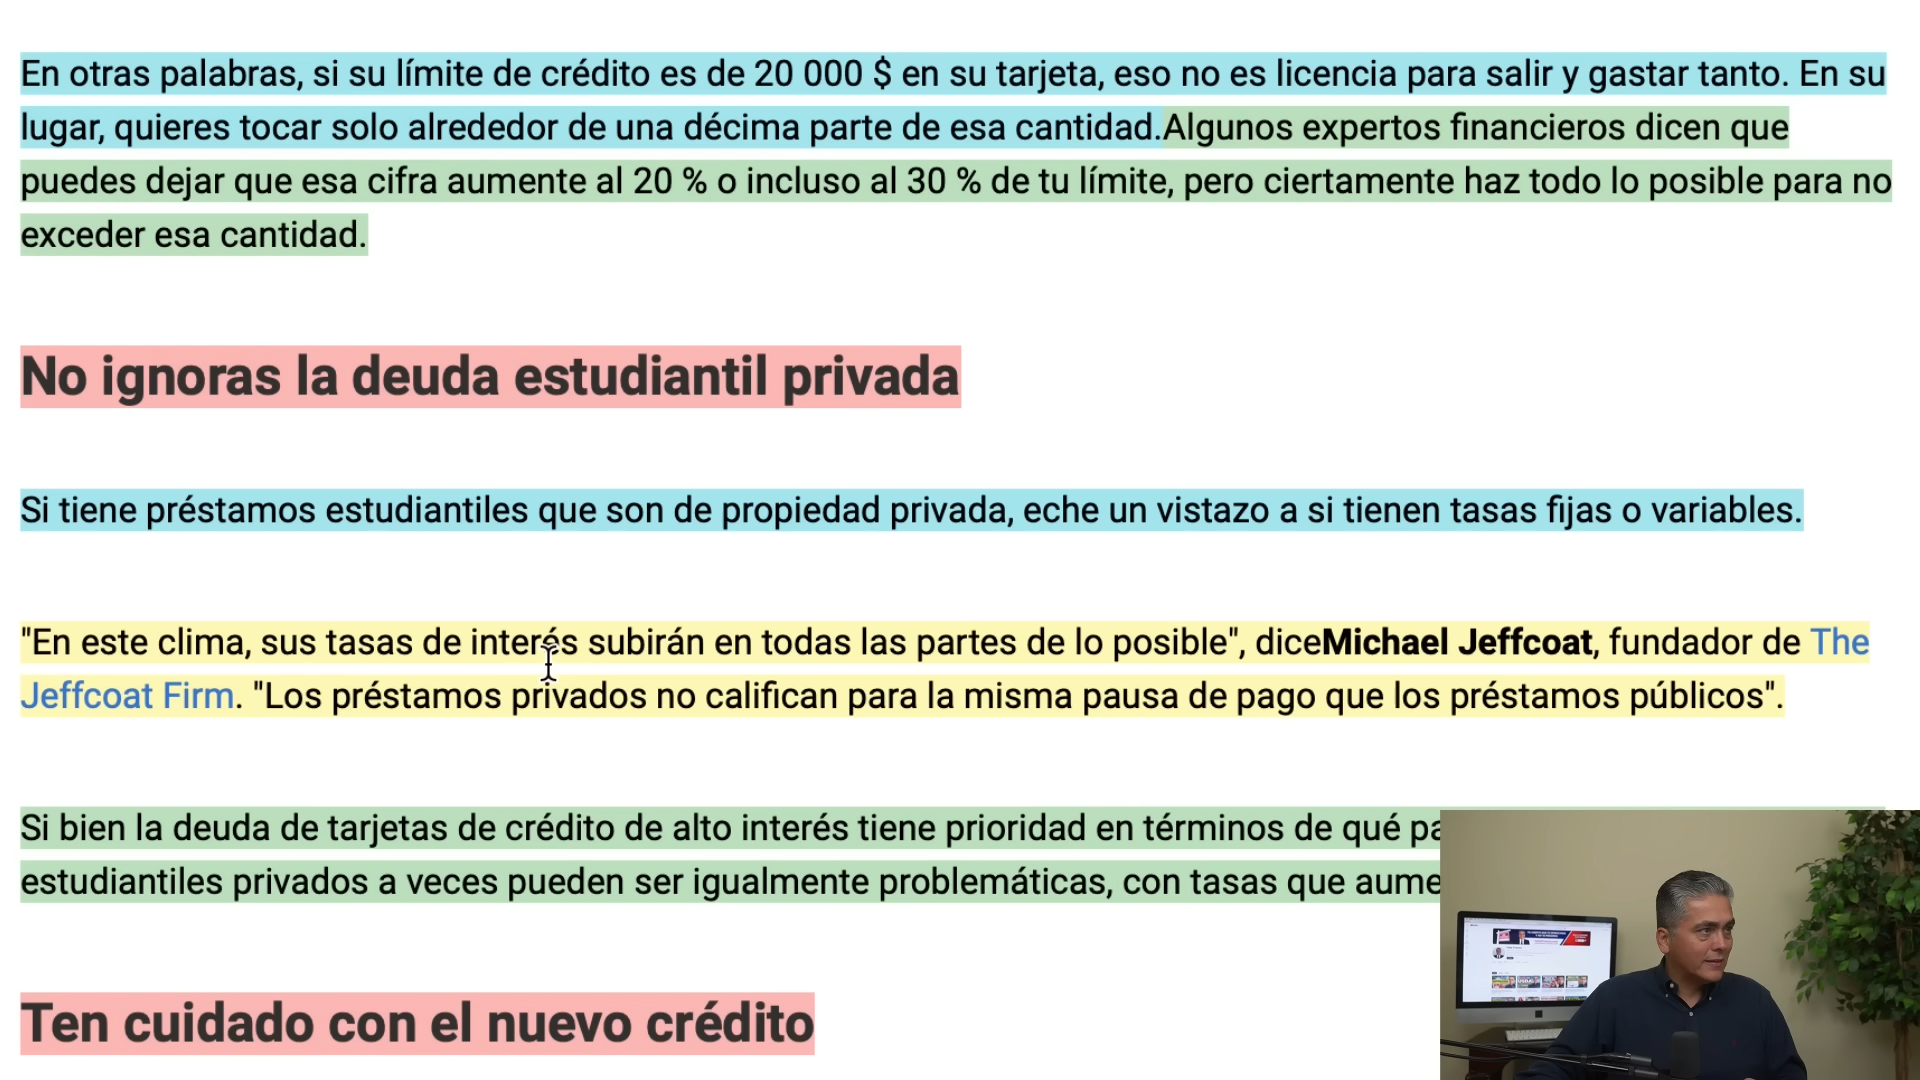 En otras palabras, si su límite de crédito es de 20 000 $ en su tarjeta, eso no es licencia para salir y gastar tanto. En su
lugar, quieres tocar solo alrededor de una décima parte de esa cantidad.Algunos expertos financieros dicen que
puedes dejar que esa cifra aumente al 20 % o incluso al 30 % de tu límite, pero ciertamente haz todo lo posible para no
exceder esa cantidad.
No ignoras la deuda estudiantil privada
Si tiene préstamos estudiantiles que son de propiedad privada, eche un vistazo a si tienen tasas fijas o variables.
"En este clima, sus tasas de interés subirán en todas las partes de lo posible", diceMichael Jeffcoat, fundador de The
Jeffcoat Firm. "Los préstamos privados no califican para la misma pausa de pago que los préstamos públicos".
Si bien la deuda de tarjetas de crédito de alto interés tiene prioridad en términos de qué
estudiantiles privados a veces pueden ser igualmente problemáticas, con tasas que
Ten cuidado con el nuevo crédito